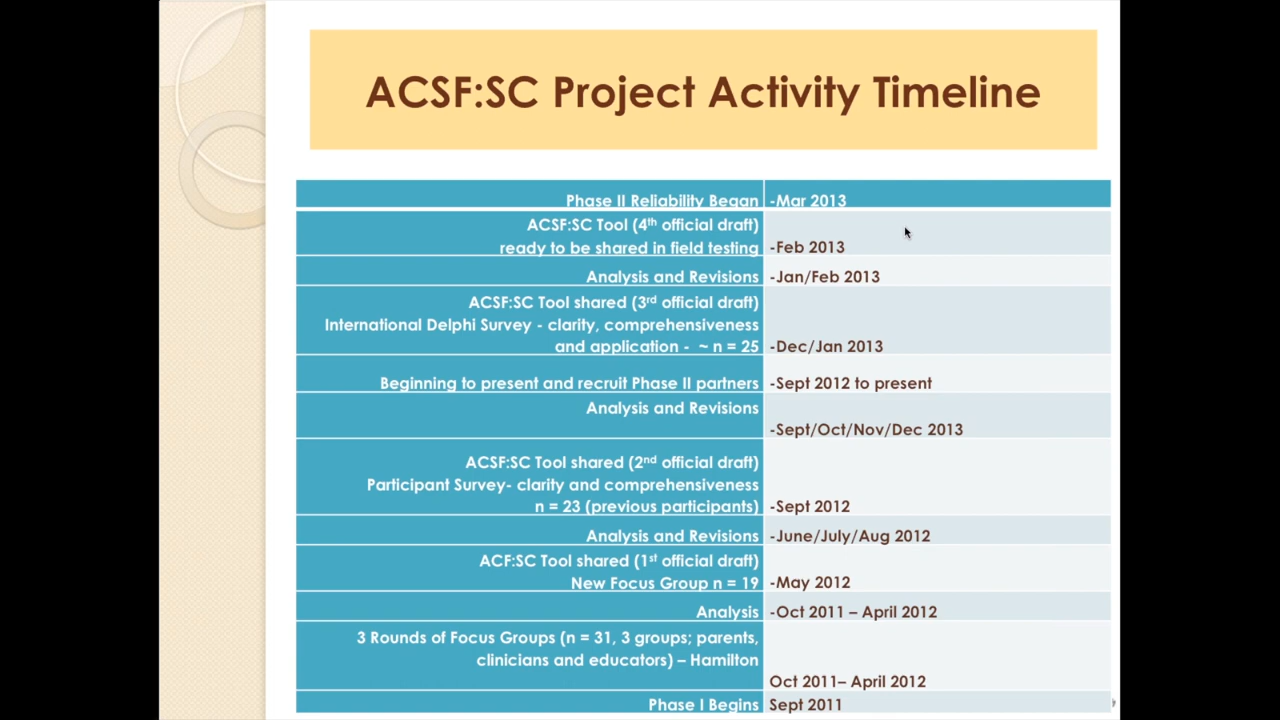 ACSF:SC Project Activity Timeline
Phase II Reliability Began -Mar 2013
ACSF:SC Tool (4th official draft)
ready to be shared in field testing -Feb 2013
Analysis and Revisions -Jan/Feb 2013
ACSF:SC Tool shared (3rd official draft)
International Delphi Survey - clarity, comprehensiveness
and application - ~ n = 25 -Dec/Jan 2013
Beginning to present and recruit Phase II partners -Sept 2012 to present
Analysis and Revisions
-Sept/Oct/Nov/Dec 2013
ACSF:SC Tool shared (2nd official draft)
Participant Survey- clarity and comprehensiveness
n = 23 (previous participants) -Sept 2012
Analysis and Revisions -June/July/Aug 2012
ACF:SC Tool shared (1st official draft)
New Focus Group n = 19 -May 2012
Analysis -Oct 2011 – April 2012
3 Rounds of Focus Groups (n = 31, 3 groups; parents,
clinicians and educators) – Hamilton
Oct 2011– April 2012
Phase I Begins Sept 2011